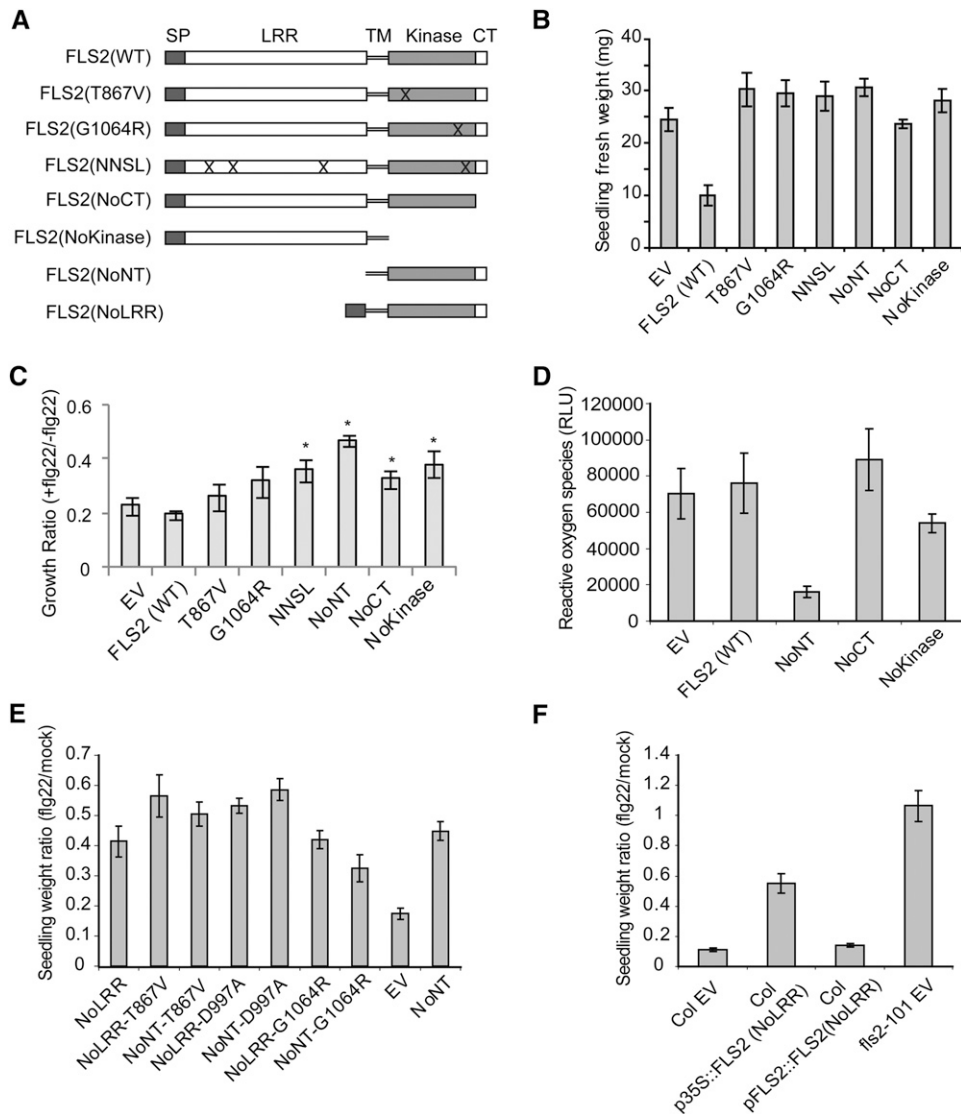 A
SP LRR TM Kinase CT
FLS2(WT)
FLS2(T867V)
FLS2(G1064R)
FLS2(NNSL)
FLS2(NoCT)
FLS2(NoKinase)
FLS2(NoNT)
FLS2(NoLRR)
B
Seedling fresh weight (mg)
40
30
20
10
0
EV
FLS2 (WT)
T867V
G1064R
NNSL
NoNT
NoCT
NoKinase
C
Growth Ratio (+flg22/-flg22)
0.6
0.4
0.2
0
* * * *
EV
FLS2 (WT)
T867V
G1064R
NNSL
NoNT
NoCT
NoKinase
D
Reactive oxygen species (RLU)
120000
100000
80000
60000
40000
20000
0
EV
FLS2 (WT)
NoNT
NoCT
NoKinase
E
Seedling weight ratio (flg22/mock)
0.7
0.6
0.5
0.4
0.3
0.2
0.1
0
NoLRR
NoLRR-T867V
NoNT-T867V
NoLRR-D997A
NoNT-D997A
NoLRR-G1064R
NoNT-G1064R
EV
NoNT
F
Seedling weight ratio (flg22/mock)
1.4
1.2
1
0.8
0.6
0.4
0.2
0
Col EV
Col
p35S::FLS2 (NoLRR)
Col
pFLS2::FLS2(NoLRR)
fls2-101 EV